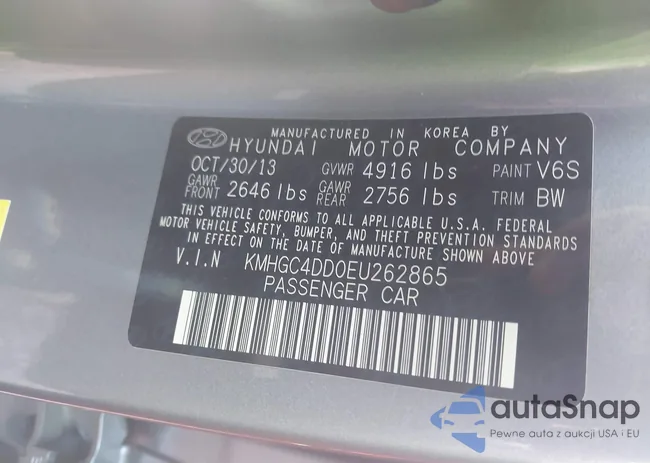 MANUFACTURED IN KOREA BY
HYUNDAI MOTOR COMPANY
OCT/30/13 GVWR 4916 lbs PAINT V6S
GAWR FRONT 2646 lbs GAWR REAR 2756 lbs TRIM BW
THIS VEHICLE CONFORMS TO ALL APPLICABLE U.S.A. FEDERAL
MOTOR VEHICLE SAFETY, BUMPER, AND THEFT PREVENTION STANDARDS
IN EFFECT ON THE DATE OF MANUFACTURE SHOWN ABOVE.
V.I.N KMHGC4DD0EU262865
PASSENGER CAR
autaSnap
Pewne auta z aukcji USA i EU